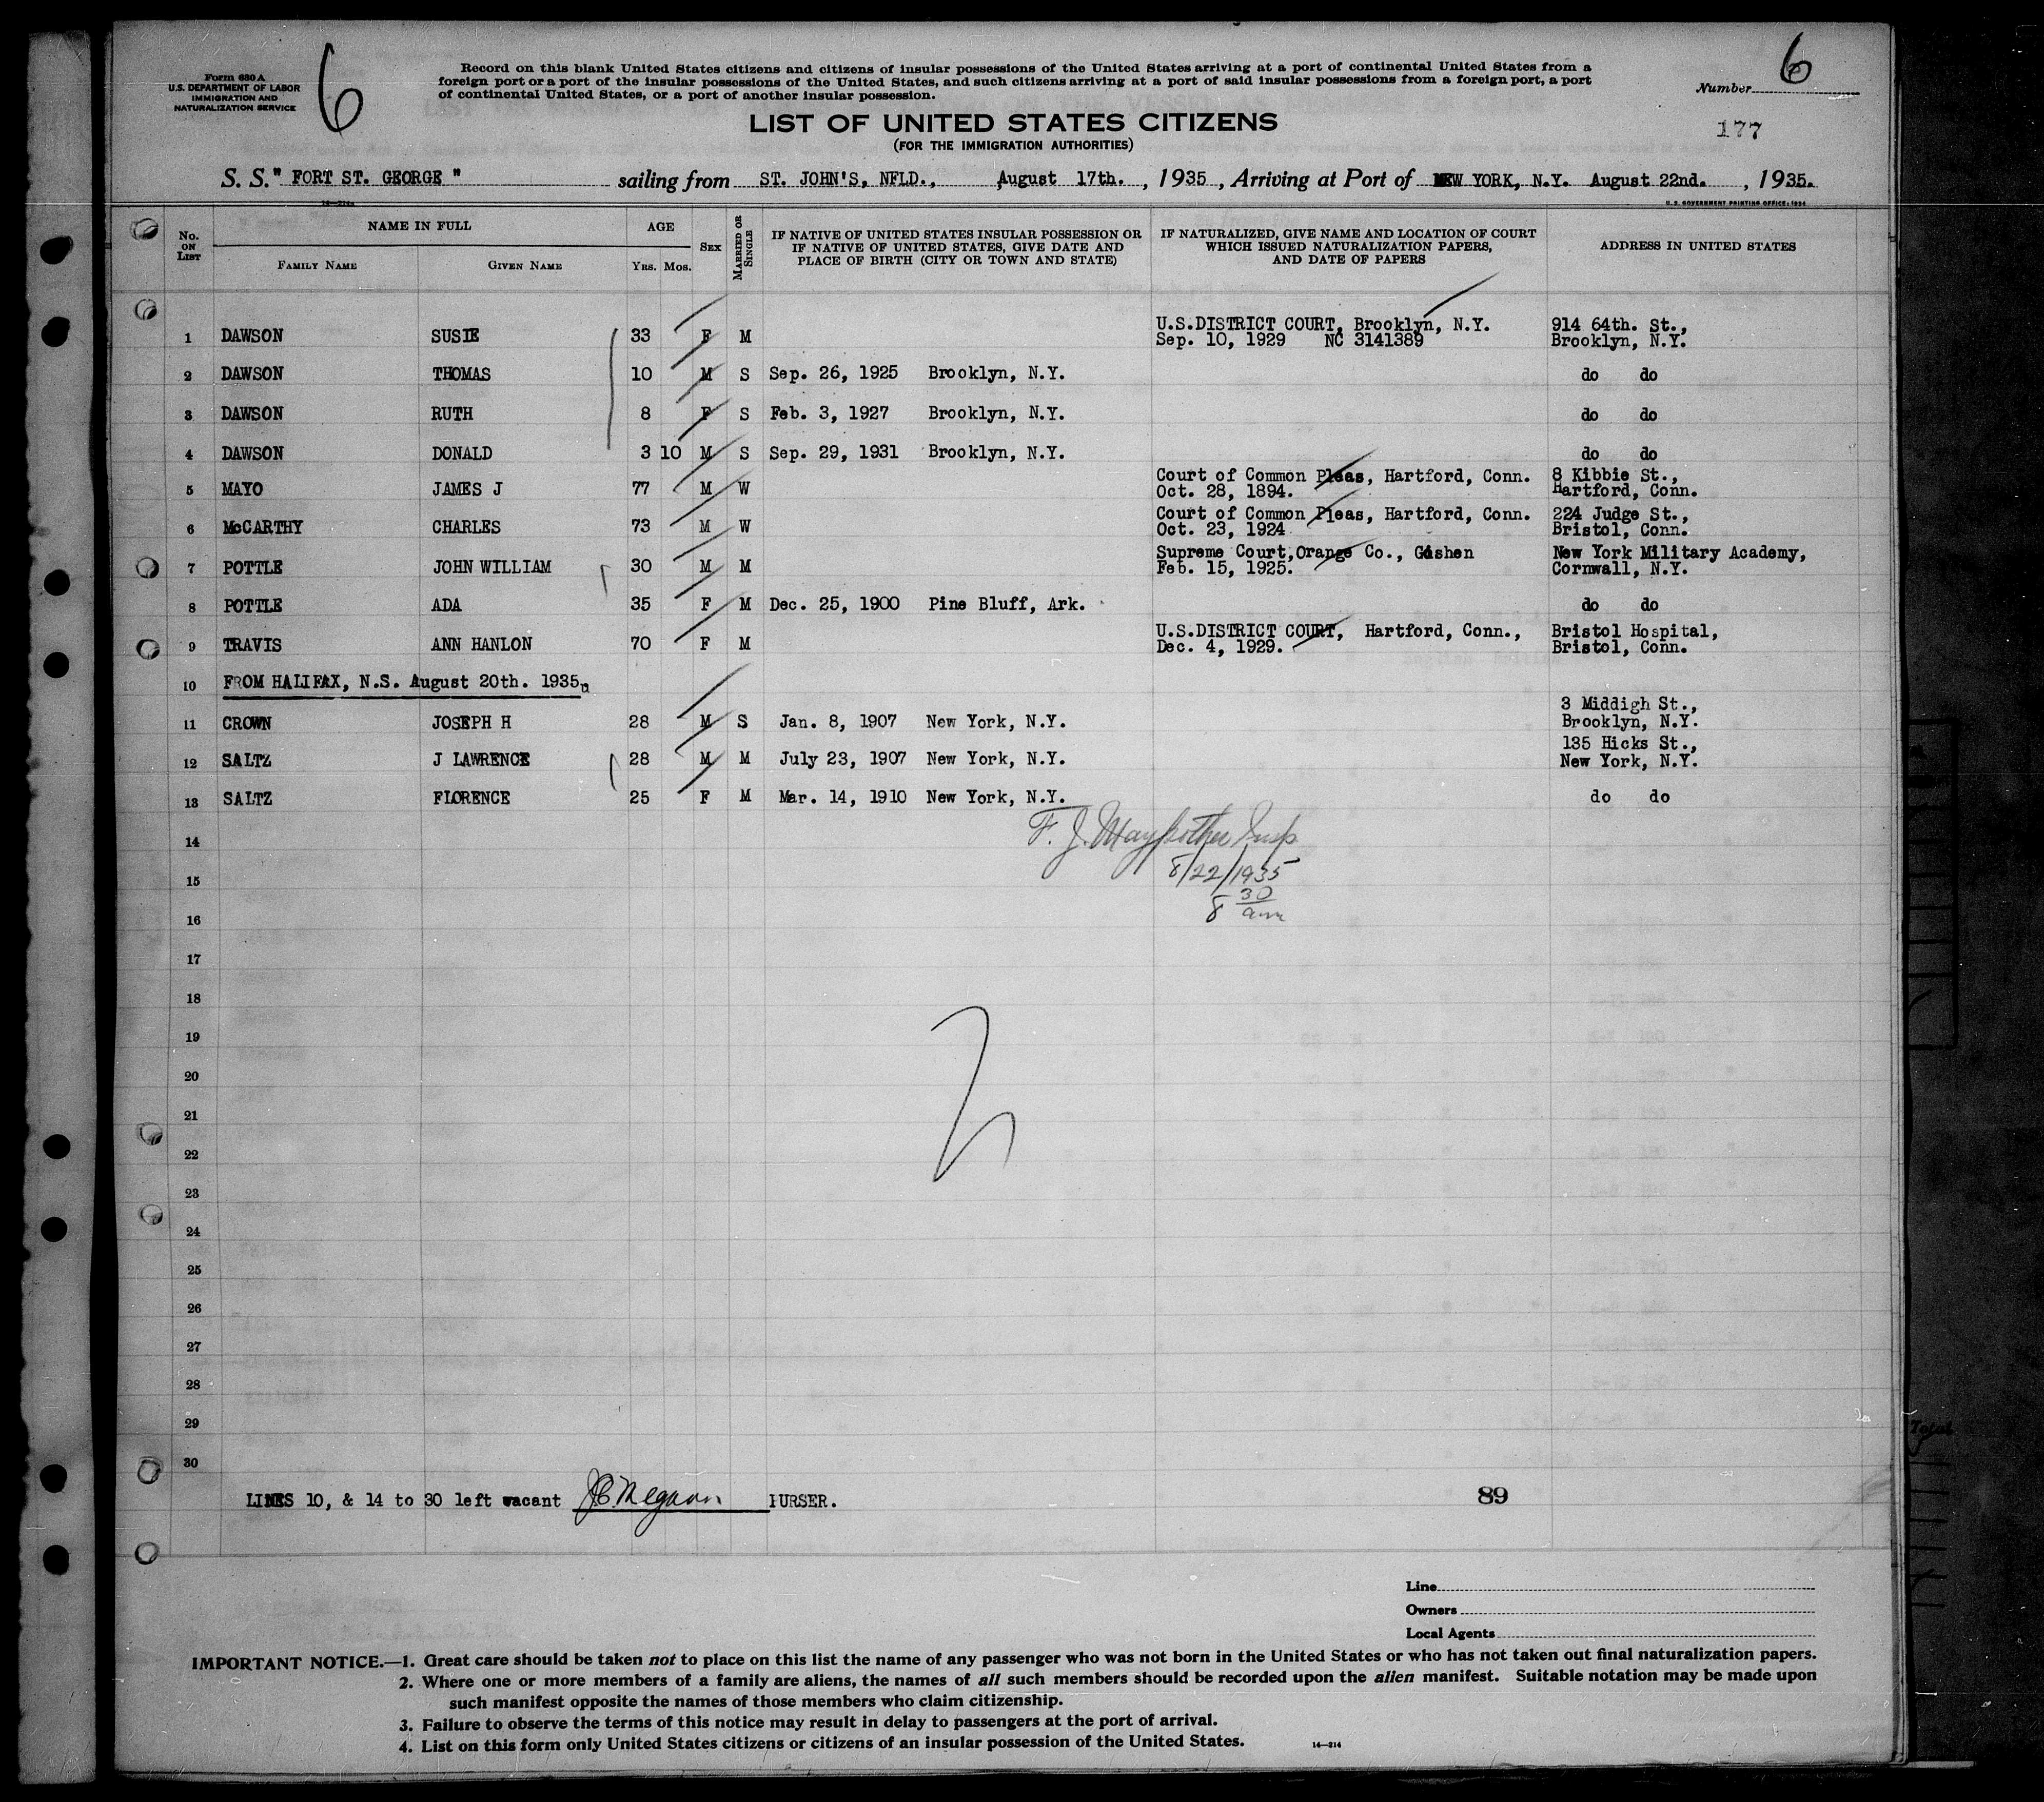 Form 630 A
U.S. DEPARTMENT OF LABOR
IMMIGRATION AND
NATURALIZATION SERVICE
6
Record on this blank United States citizens and citizens of insular possessions of the United States arriving at a port of continental United States from a
foreign port or a port of the insular possessions of the United States, and such citizens arriving at a port of said insular possessions from a foreign port, a port
of continental United States, or a port of another insular possession.
6
Number
177
LIST OF UNITED STATES CITIZENS
(FOR THE IMMIGRATION AUTHORITIES)
S. S. " FORT ST. GEORGE " sailing from ST. JOHN'S, NFLD., August 17th. , 1935 , Arriving at Port of NEW YORK, N.Y. August 22nd. , 1935.
14—214a
U.S. GOVERNMENT PRINTING OFFICE: 1934
No. ON LIST NAME IN FULL AGE SEX MARRIED OR SINGLE IF NATIVE OF UNITED STATES INSULAR POSSESSION OR IF NATIVE OF UNITED STATES, GIVE DATE AND PLACE OF BIRTH (CITY OR TOWN AND STATE) IF NATURALIZED, GIVE NAME AND LOCATION OF COURT WHICH ISSUED NATURALIZATION PAPERS, AND DATE OF PAPERS ADDRESS IN UNITED STATES
FAMILY NAME GIVEN NAME YRS. MOS.
1 DAWSON SUSIE 33 F M U.S.DISTRICT COURT, Brooklyn, N.Y. 914 64th. St.,
Sep. 10, 1929 NC 3141389 Brooklyn, N.Y.
2 DAWSON THOMAS 10 M S Sep. 26, 1925 Brooklyn, N.Y. do do
3 DAWSON RUTH 8 F S Feb. 3, 1927 Brooklyn, N.Y. do do
4 DAWSON DONALD 3 10 M S Sep. 29, 1931 Brooklyn, N.Y. do do
5 MAYO JAMES J 77 M W Court of Common Pleas, Hartford, Conn. 8 Kibbie St.,
Oct. 28, 1894. Hartford, Conn.
6 McCARTHY CHARLES 73 M W Court of Common Pleas, Hartford, Conn. 224 Judge St.,
Oct. 23, 1924 Bristol, Conn.
7 POTTLE JOHN WILLIAM 30 M M Supreme Court, Orange Co., Goshen New York Military Academy,
Feb. 15, 1925. Cornwall, N.Y.
8 POTTLE ADA 35 F M Dec. 25, 1900 Pine Bluff, Ark. do do
9 TRAVIS ANN HANLON 70 F M U.S.DISTRICT COURT, Hartford, Conn., Bristol Hospital,
Dec. 4, 1929. Bristol, Conn.
10 FROM HALIFAX, N.S. August 20th. 1935
11 CROWN JOSEPH H 28 M S Jan. 8, 1907 New York, N.Y. 3 Middigh St.,
Brooklyn, N.Y.
12 SALTZ J LAWRENCE 28 M M July 23, 1907 New York, N.Y. 135 Hicks St.,
New York, N.Y.
13 SALTZ FLORENCE 25 F M Mar. 14, 1910 New York, N.Y. do do
14
F. J. Insp
15
8/22/1935
16
8 30 am
17
18
19
20
21
22
23
24
25
26
27
28
29
30
LINES 10, & 14 to 30 left vacant PURSER.
89
Line
Owners
Local Agents
IMPORTANT NOTICE.—1. Great care should be taken not to place on this list the name of any passenger who was not born in the United States or who has not taken out final naturalization papers.
2. Where one or more members of a family are aliens, the names of all such members should be recorded upon the alien manifest. Suitable notation may be made upon
such manifest opposite the names of those members who claim citizenship.
3. Failure to observe the terms of this notice may result in delay to passengers at the port of arrival.
4. List on this form only United States citizens or citizens of an insular possession of the United States.
14—214
Total